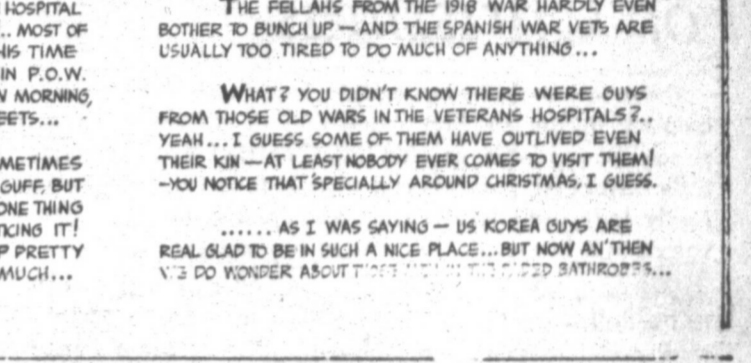 HOSPITAL
.. MOST OF
HIS TIME
IN P.O.W.
MORNING,
EETS...
METIMES
GUFF, BUT
ONE THING
TICING IT!
P PRETTY
MUCH...
THE FELLAHS FROM THE 1918 WAR HARDLY EVEN
BOTHER TO BUNCH UP — AND THE SPANISH WAR VETS ARE
USUALLY TOO TIRED TO DO MUCH OF ANYTHING...
WHAT? YOU DIDN'T KNOW THERE WERE GUYS
FROM THOSE OLD WARS IN THE VETERANS HOSPITALS?..
YEAH... I GUESS SOME OF THEM HAVE OUTLIVED EVEN
THEIR KIN — AT LEAST NOBODY EVER COMES TO VISIT THEM!
-YOU NOTICE THAT 'SPECIALLY AROUND CHRISTMAS, I GUESS.
...... AS I WAS SAYING — US KOREA GUYS ARE
REAL GLAD TO BE IN SUCH A NICE PLACE... BUT NOW AN' THEN
WE DO WONDER ABOUT BATHROBES...